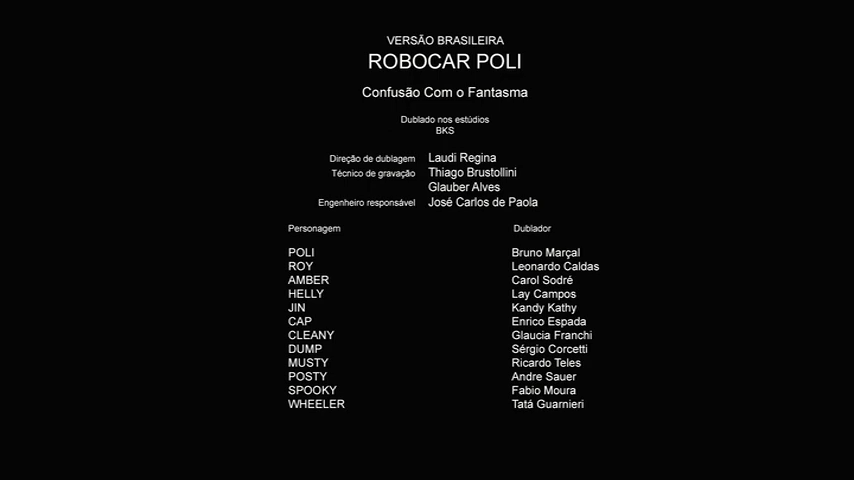 VERSÃO BRASILEIRA
ROBOCAR POLI
Confusão Com o Fantasma
Dublado nos estúdios
BKS
Direção de dublagem Laudi Regina
Técnico de gravação Thiago Brustollini
Glauber Alves
Engenheiro responsável José Carlos de Paola
Personagem Dublador
POLI Bruno Marçal
ROY Leonardo Caldas
AMBER Carol Sodré
HELLY Lay Campos
JIN Kandy Kathy
CAP Enrico Espada
CLEANY Glaucia Franchi
DUMP Sérgio Corcetti
MUSTY Ricardo Teles
POSTY Andre Sauer
SPOOKY Fabio Moura
WHEELER Tatá Guarnieri